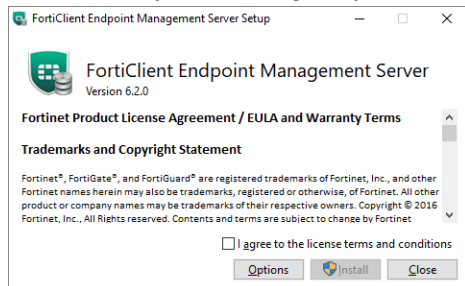 FortiClient Endpoint Management Server Setup
FortiClient Endpoint Management Server
Version 6.2.0
Fortinet Product License Agreement / EULA and Warranty Terms
Trademarks and Copyright Statement
Fortinet®, FortiGate®, and FortiGuard® are registered trademarks of Fortinet, Inc., and other
Fortinet names herein may also be trademarks, registered or otherwise, of Fortinet. All other
product or company names may be trademarks of their respective owners. Copyright © 2016
Fortinet, Inc., All Rights reserved. Contents and terms are subject to change by Fortinet
I agree to the license terms and conditions
Options Install Close